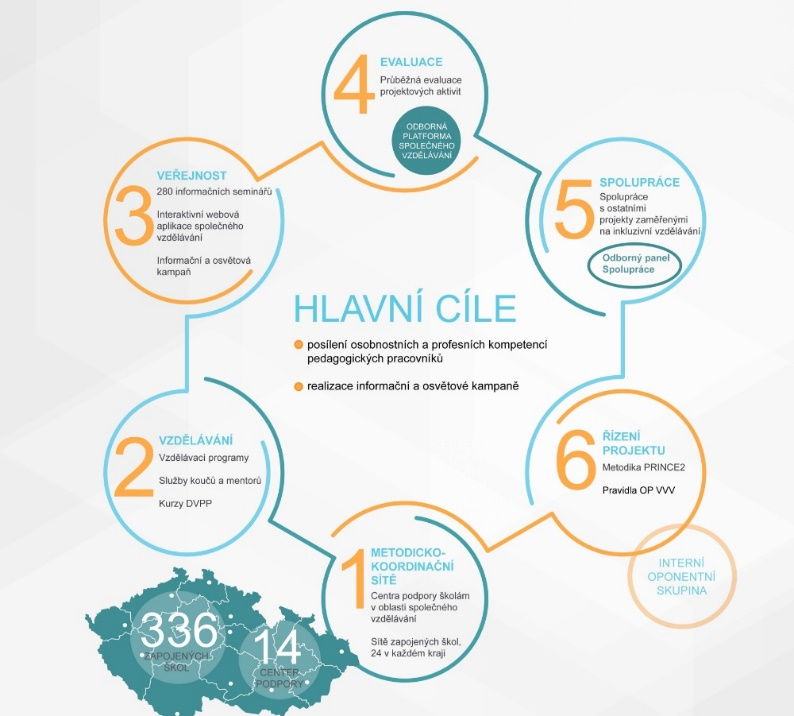 4
EVALUACE
Průběžná evaluace
projektových aktivit
ODBORNÁ
PLATFORMA
SPOLEČNÉHO
VZDĚLÁVÁNÍ
3
VEŘEJNOST
280 informačních seminářů
Interaktivní webová
aplikace společného
vzdělávání
Informační a osvětová
kampaň
5
SPOLUPRÁCE
Spolupráce
s ostatními
projekty zaměřenými
na inkluzivní vzdělávání
Odborný panel
Spolupráce
HLAVNÍ CÍLE
posílení osobnostních a profesních kompetencí
pedagogických pracovníků
realizace informační a osvětové kampaně
2
VZDĚLÁVÁNÍ
Vzdělávací programy
Služby koučů a mentorů
Kurzy DVPP
6
ŘÍZENÍ
PROJEKTU
Metodika PRINCE2
Pravidla OP VVV
INTERNÍ
OPONENTNÍ
SKUPINA
1
METODICKO-
KOORDINAČNÍ
SÍTĚ
Centra podpory školám
v oblasti společného
vzdělávání
Sítě zapojených škol,
24 v každém kraji
336
ZAPOJENÝCH
ŠKOL
14
CENTER
PODPORY